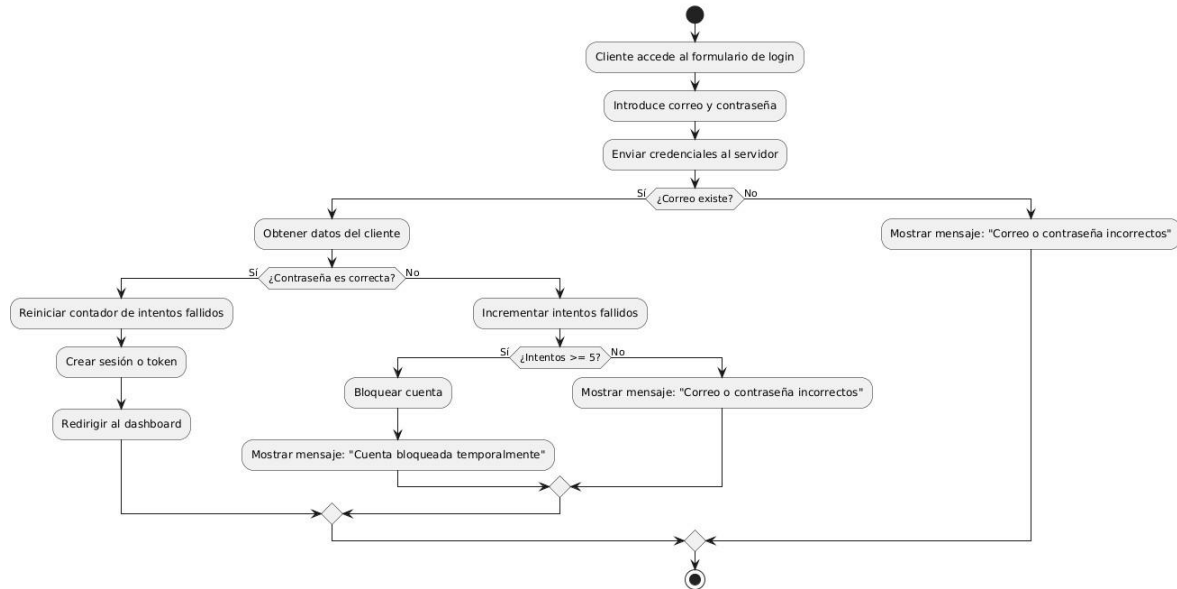 Cliente accede al formulario de login
Introduce correo y contraseña
Enviar credenciales al servidor
Sí
¿Correo existe?
No
Obtener datos del cliente
Mostrar mensaje: "Correo o contraseña incorrectos"
Sí
¿Contraseña es correcta?
No
Reiniciar contador de intentos fallidos
Incrementar intentos fallidos
Crear sesión o token
Sí
¿Intentos >= 5?
No
Bloquear cuenta
Mostrar mensaje: "Correo o contraseña incorrectos"
Redirigir al dashboard
Mostrar mensaje: "Cuenta bloqueada temporalmente"